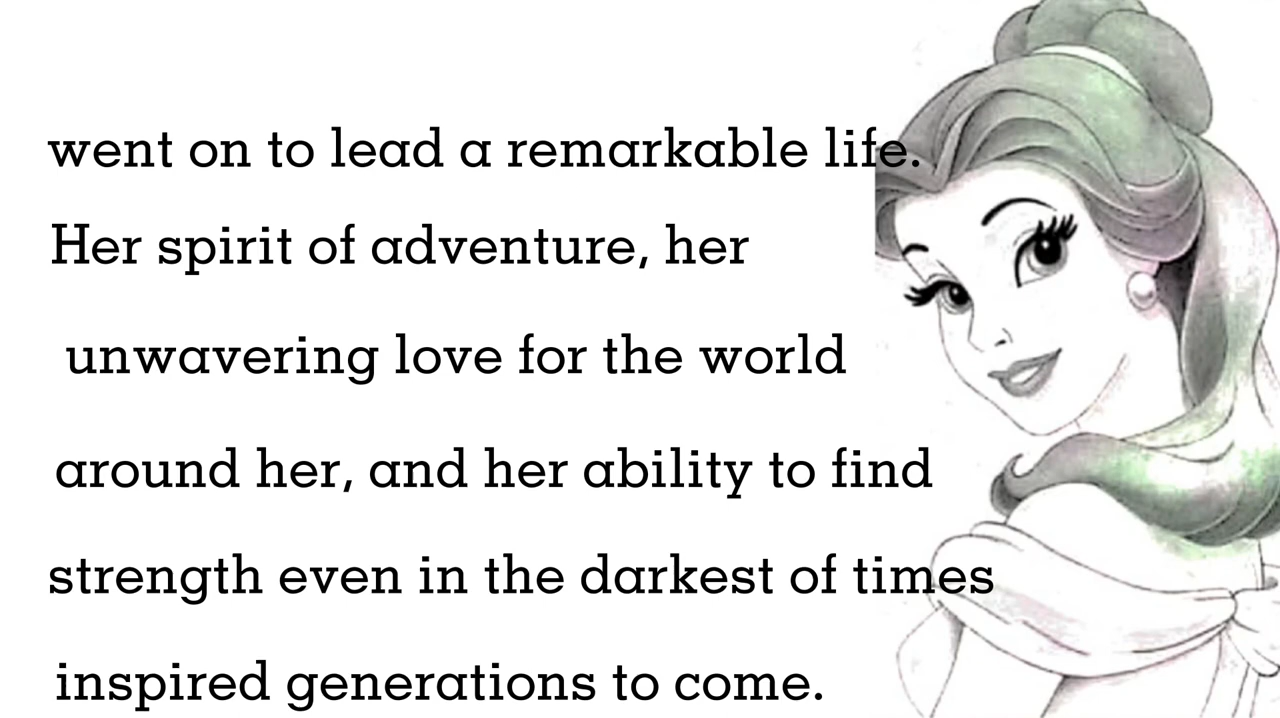 went on to lead a remarkable life.
Her spirit of adventure, her
unwavering love for the world
around her, and her ability to find
strength even in the darkest of times
inspired generations to come.